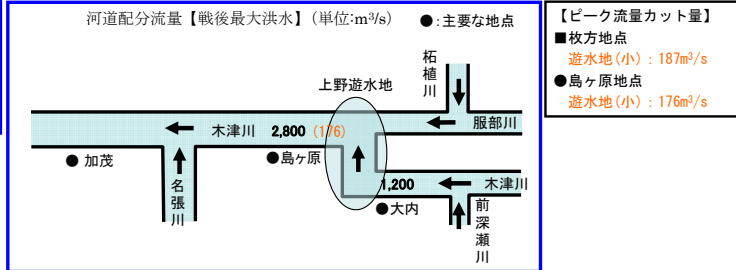 河道配分流量【戦後最大洪水】(単位:m³/s)
●:主要な地点
上野遊水地
柘植川
服部川
木津川 2,800 (176)
●加茂
●島ヶ原
名張川
1,200
木津川
●大内
前深瀬川
【ピーク流量カット量】
■枚方地点
遊水地(小):187m³/s
●島ヶ原地点
遊水地(小):176m³/s